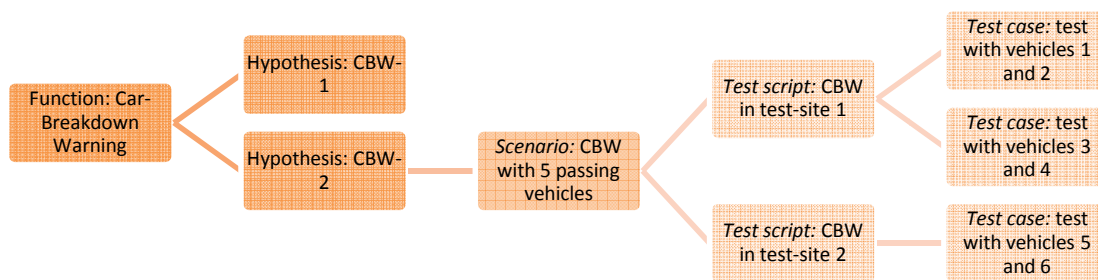 Function: Car-
Breakdown
Warning
Hypothesis: CBW-
1
Hypothesis: CBW-
2
Scenario: CBW
with 5 passing
vehicles
Test script: CBW
in test-site 1
Test script: CBW
in test-site 2
Test case: test
with vehicles 1
and 2
Test case: test
with vehicles 3
and 4
Test case: test
with vehicles 5
and 6